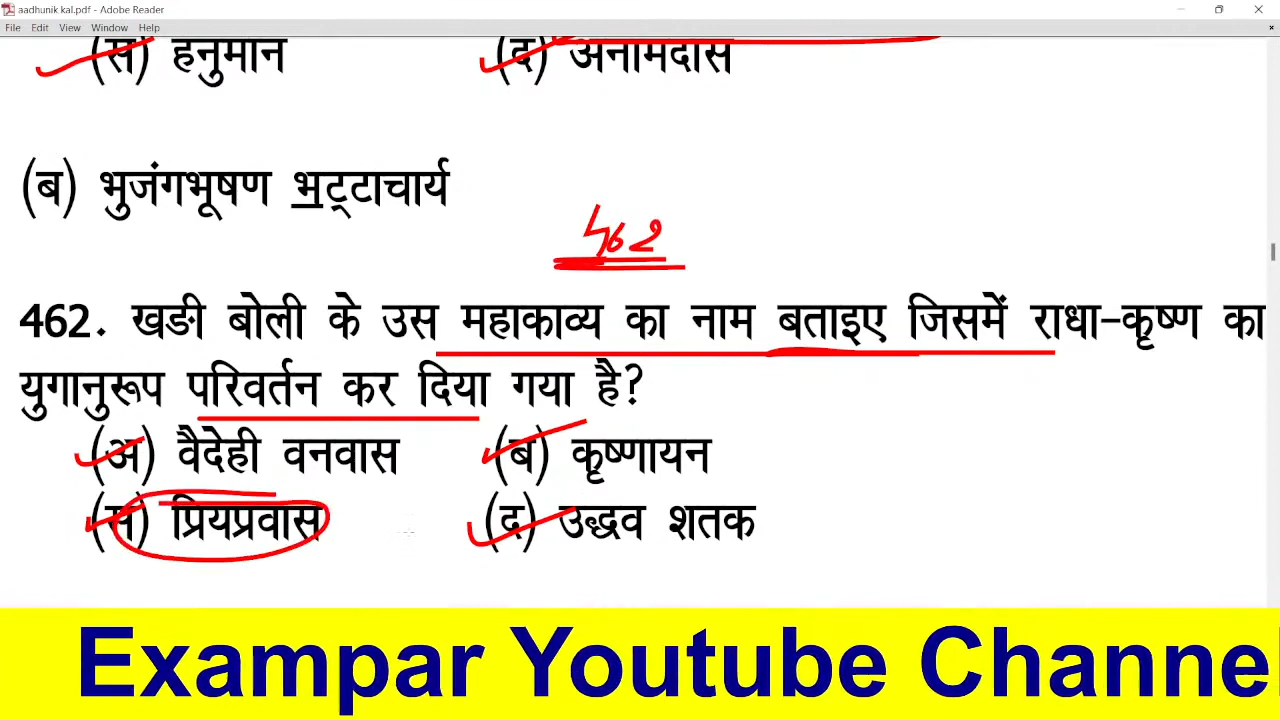 aadhunik kal.pdf - Adobe Reader
File Edit View Window Help
(स) हनुमान (द) अनामदास
(ब) भुजंगभूषण भट्टाचार्य
462
462. खङी बोली के उस महाकाव्य का नाम बताइए जिसमें राधा-कृष्ण का
युगानुरूप परिवर्तन कर दिया गया है?
(अ) वैदेही वनवास (ब) कृष्णायन
(स) प्रियप्रवास (द) उद्धव शतक
Exampar Youtube Channel